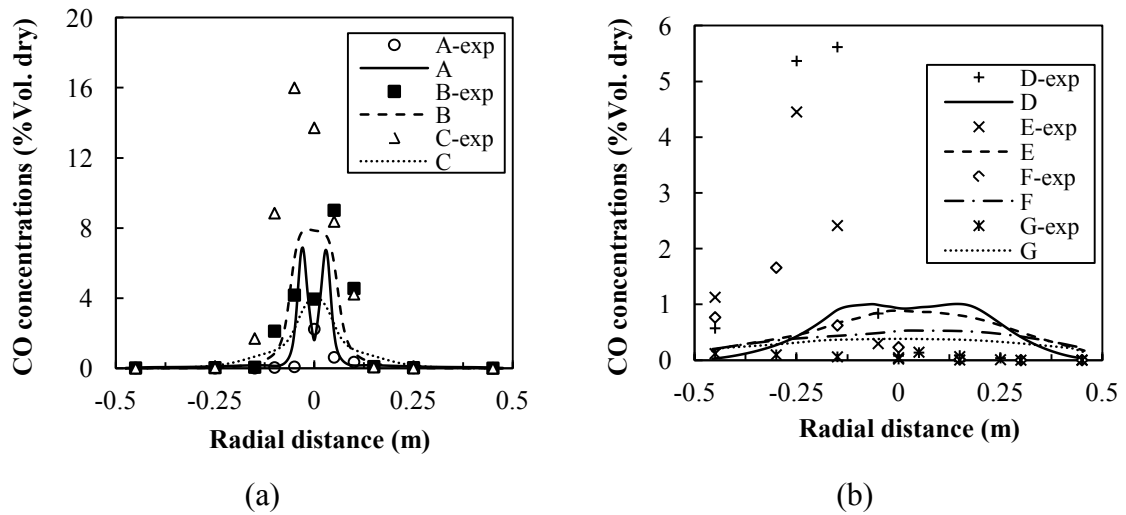 CO concentrations (%Vol. dry)
20
16
12
8
4
0
-0.5
-0.25
0
0.25
0.5
Radial distance (m)
A-exp
A
B-exp
B
C-exp
C
(a)
CO concentrations (%Vol. dry)
6
5
4
3
2
1
0
-0.5
-0.25
0
0.25
0.5
Radial distance (m)
D-exp
D
E-exp
E
F-exp
F
G-exp
G
(b)